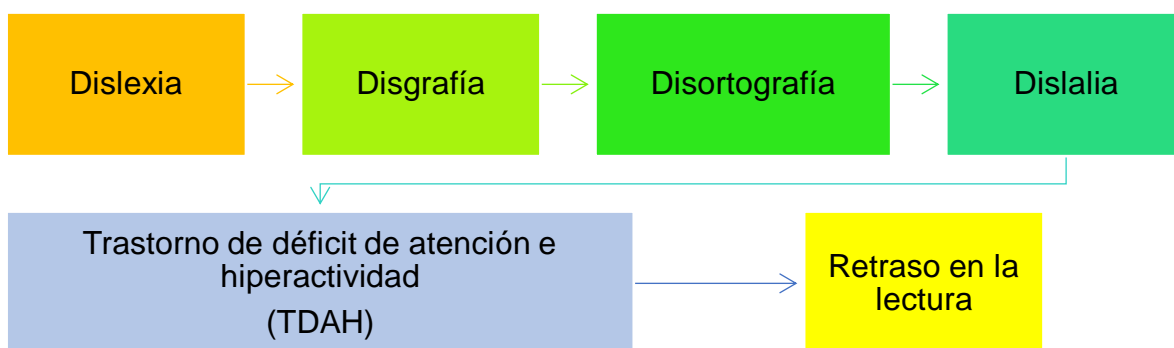 Dislexia
Disgrafía
Disortografía
Dislalia
Trastorno de déficit de atención e
hiperactividad
(TDAH)
Retraso en la
lectura